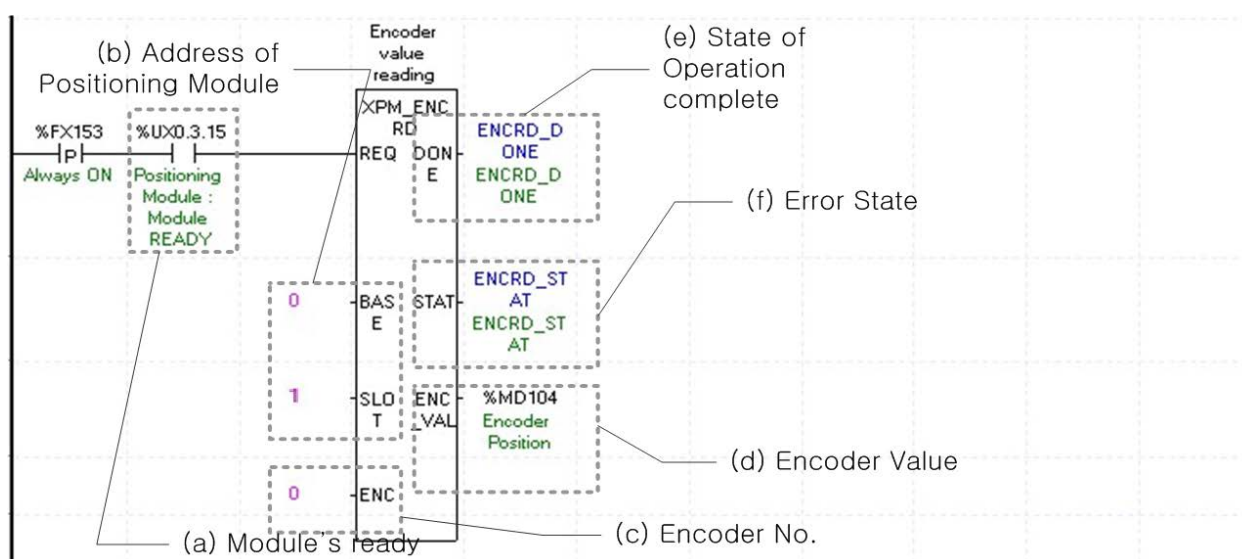 (b) Address of
Positioning Module
Encoder
value
reading
(e) State of
Operation
complete
%FX153
P
Always ON
%UX0.3.15
Positioning
Module :
Module
READY
XPM_ENC_
RD
REQ
DON
E
ENCRD_D
ONE
ENCRD_D
ONE
(f) Error State
0
BAS
E
STAT
ENCRD_ST
AT
ENCRD_ST
AT
1
SLO
T
ENC
_VAL
%MD104
Encoder
Position
(d) Encoder Value
0
ENC
(c) Encoder No.
(a) Module's ready